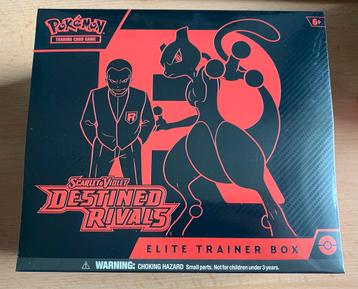 POKÉMON
TRADING CARD GAME
6+
R
SCARLET & VIOLET
DESTINED RIVALS
ELITE TRAINER BOX
WARNING: CHOKING HAZARD Small parts. Not for children under 3 years.